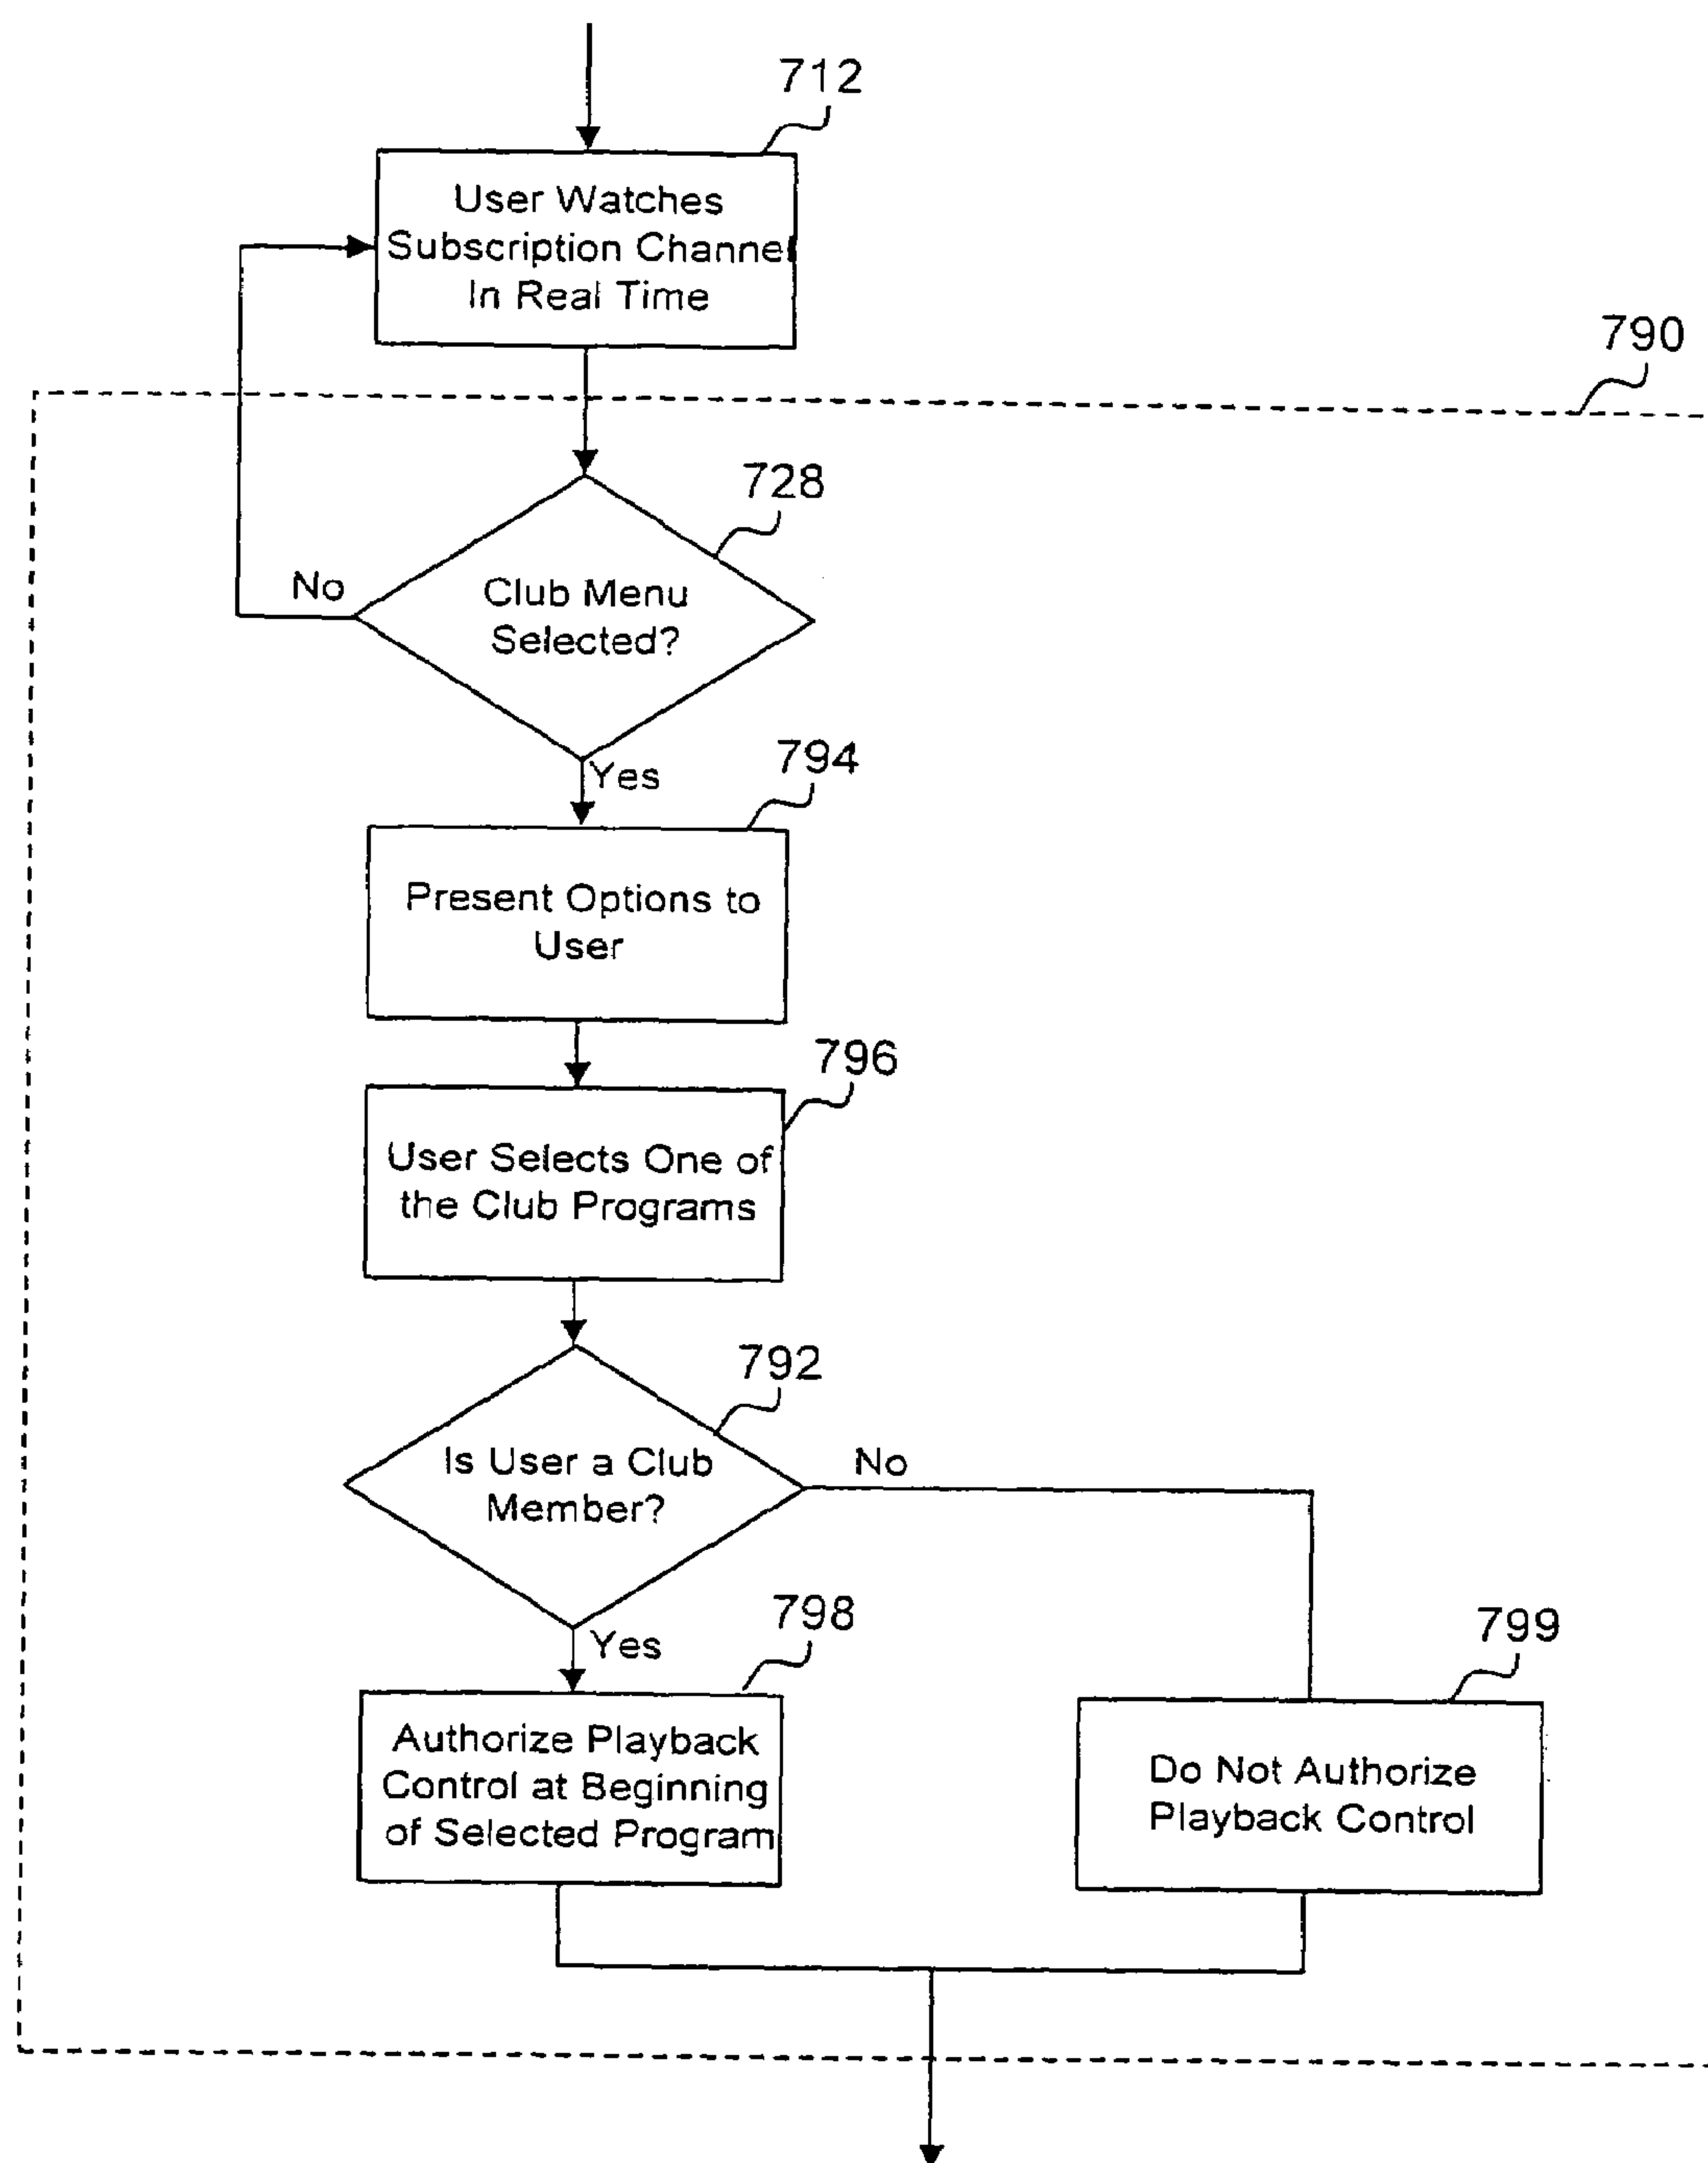 712
User Watches
Subscription Channel
In Real Time
790
728
No
Club Menu
Selected?
Yes
794
Present Options to
User
796
User Selects One of
the Club Programs
792
Is User a Club
Member?
No
Yes
798
799
Authorize Playback
Control at Beginning
of Selected Program
Do Not Authorize
Playback Control